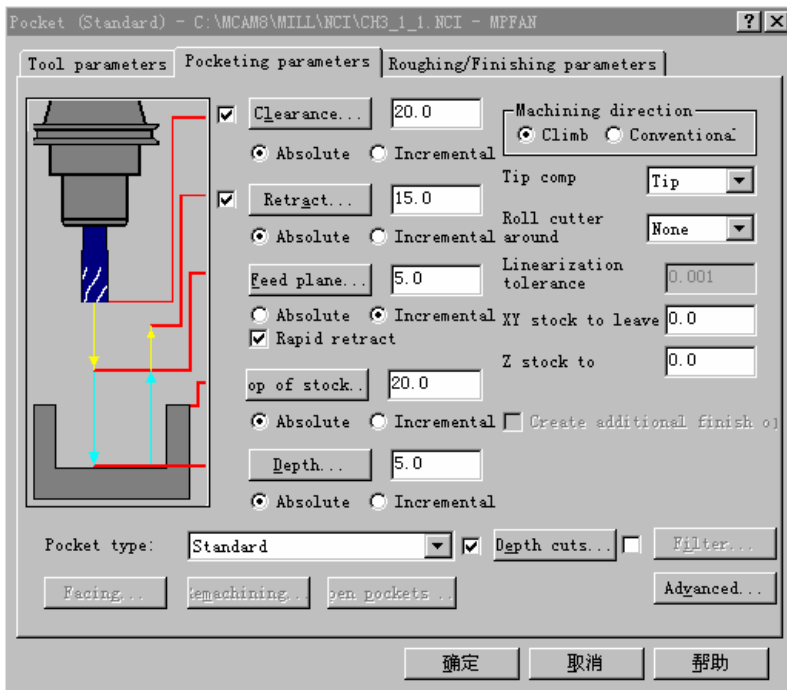 Pocket (Standard) - C:\MCAM8\MILL\NCI\CH3_1_1.NCI - MPFAN
Tool parameters Pocketing parameters Roughing/Finishing parameters
Clearance... 20.0
Absolute Incremental
Retract... 15.0
Absolute Incremental
Feed plane... 5.0
Absolute Incremental
Rapid retract
op of stock.. 20.0
Absolute Incremental
Depth... 5.0
Absolute Incremental
Machining direction
Climb Conventional
Tip comp Tip
Roll cutter
around None
Linearization
tolerance 0.001
XY stock to leave 0.0
Z stock to 0.0
Create additional finish o
Pocket type: Standard Depth cuts... Filter...
Facing... Remachining... pen pockets .. Advanced...
确定 取消 帮助